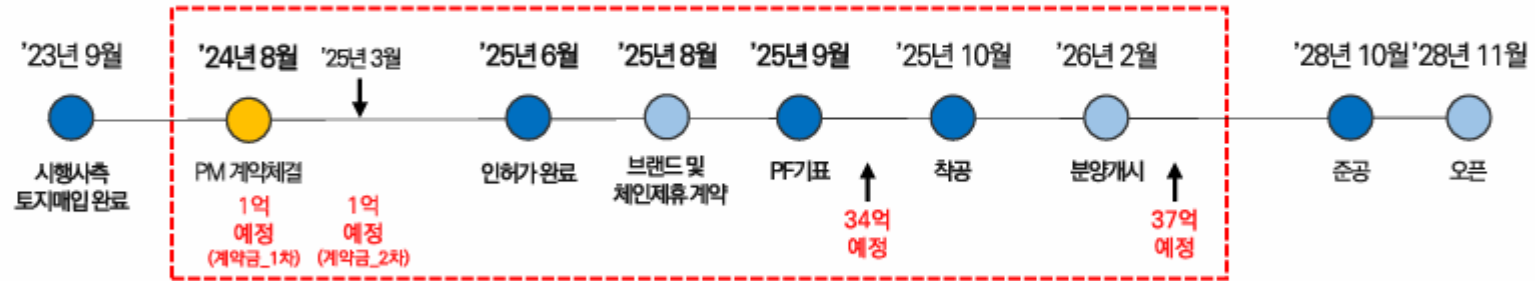 '23년 9월 '24년 8월 '25년 3월 '25년 6월 '25년 8월 '25년 9월 '25년 10월 '26년 2월 '28년 10월 '28년 11월
시행사측
토지매입 완료
PM 계약체결
1억
예정
(계약금_1차)
1억
예정
(계약금_2차)
인허가 완료
브랜드 및
체인제휴 계약
PF기표
34억
예정
착공
분양개시
37억
예정
준공
오픈